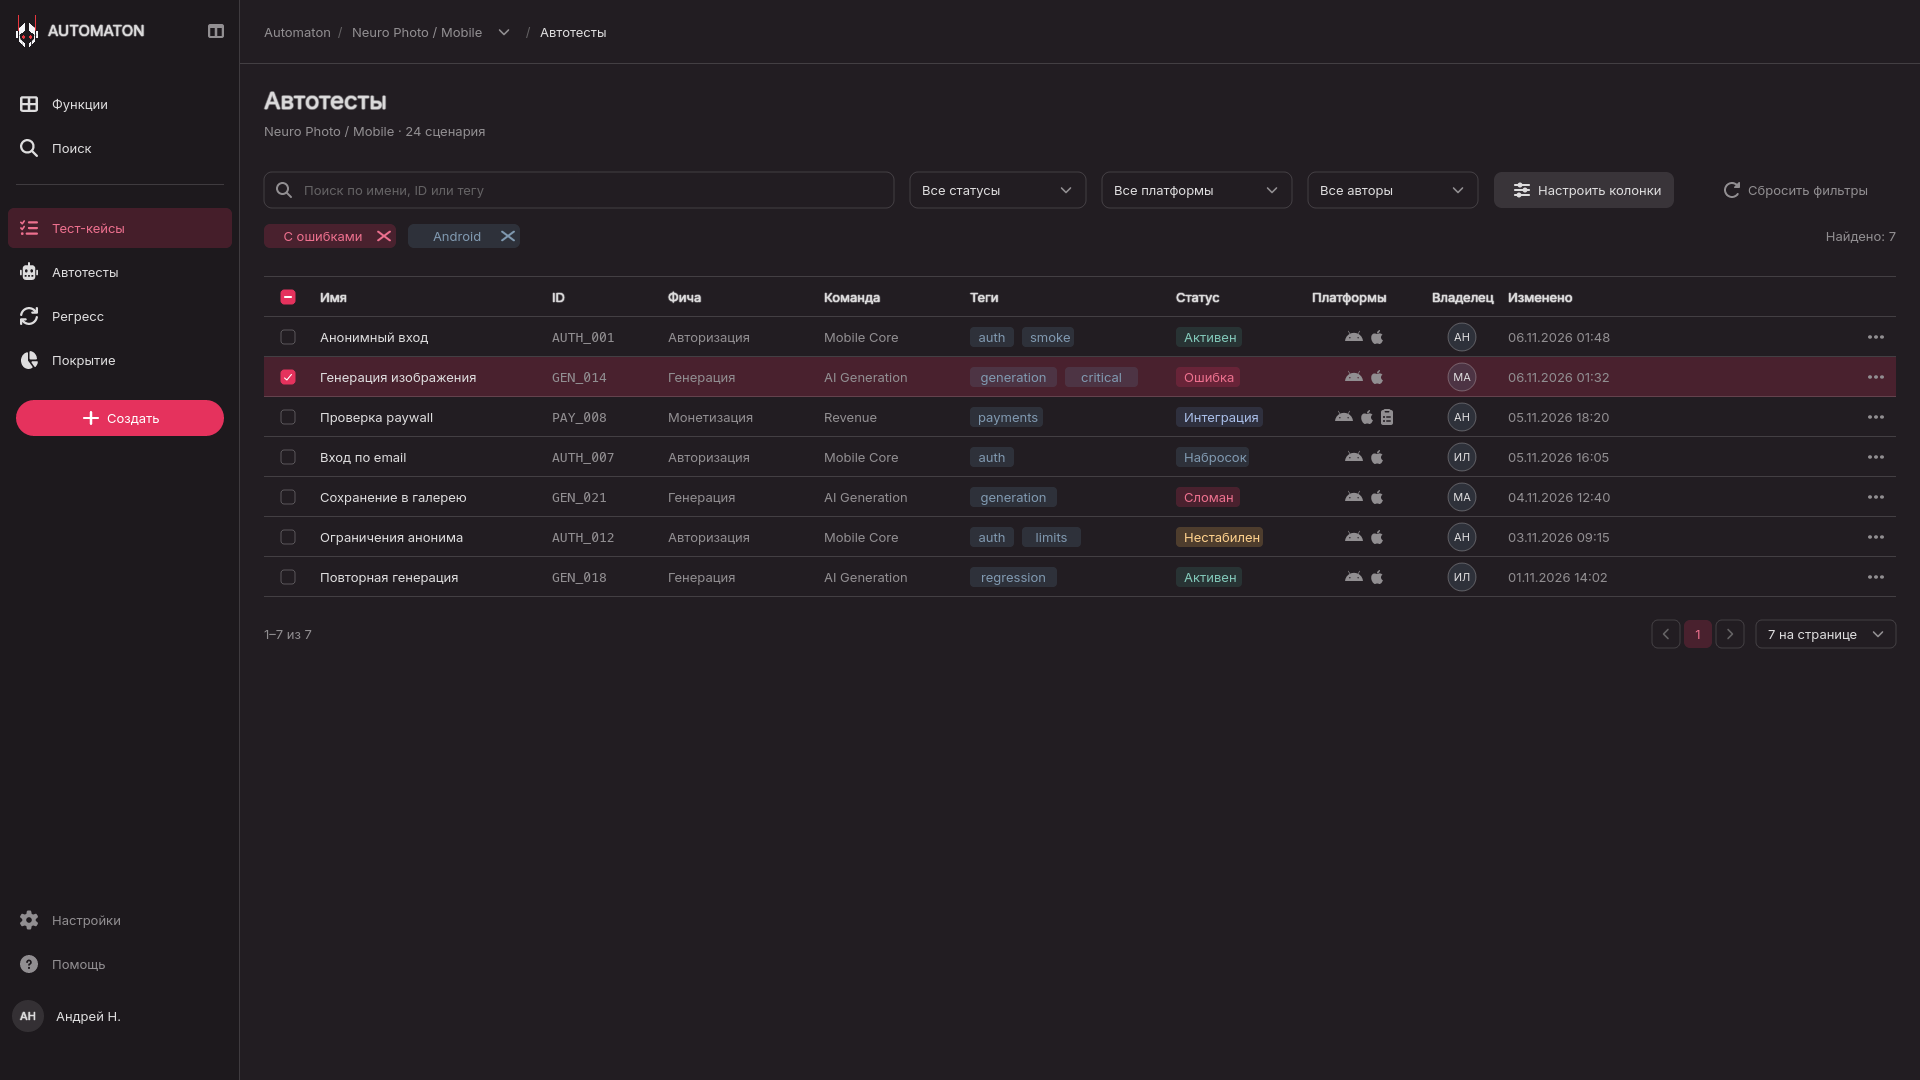 AUTOMATON
Automaton / Neuro Photo / Mobile / Автотесты
Функции
Поиск
Тест-кейсы
Автотесты
Регресс
Покрытие
Создать
Настройки
Помощь
АН Андрей Н.
Автотесты
Neuro Photo / Mobile · 24 сценария
Поиск по имени, ID или тегу Все статусы Все платформы Все авторы Настроить колонки Сбросить фильтры
С ошибками Android Найдено: 7
Имя ID Фича Команда Теги Статус Платформы Владелец Изменено
Анонимный вход AUTH_001 Авторизация Mobile Core auth smoke Активен АН 06.11.2026 01:48
Генерация изображения GEN_014 Генерация AI Generation generation critical Ошибка МА 06.11.2026 01:32
Проверка paywall PAY_008 Монетизация Revenue payments Интеграция АН 05.11.2026 18:20
Вход по email AUTH_007 Авторизация Mobile Core auth Набросок ИЛ 05.11.2026 16:05
Сохранение в галерею GEN_021 Генерация AI Generation generation Сломан МА 04.11.2026 12:40
Ограничения анонима AUTH_012 Авторизация Mobile Core auth limits Нестабилен АН 03.11.2026 09:15
Повторная генерация GEN_018 Генерация AI Generation regression Активен ИЛ 01.11.2026 14:02
1–7 из 7 1 7 на странице